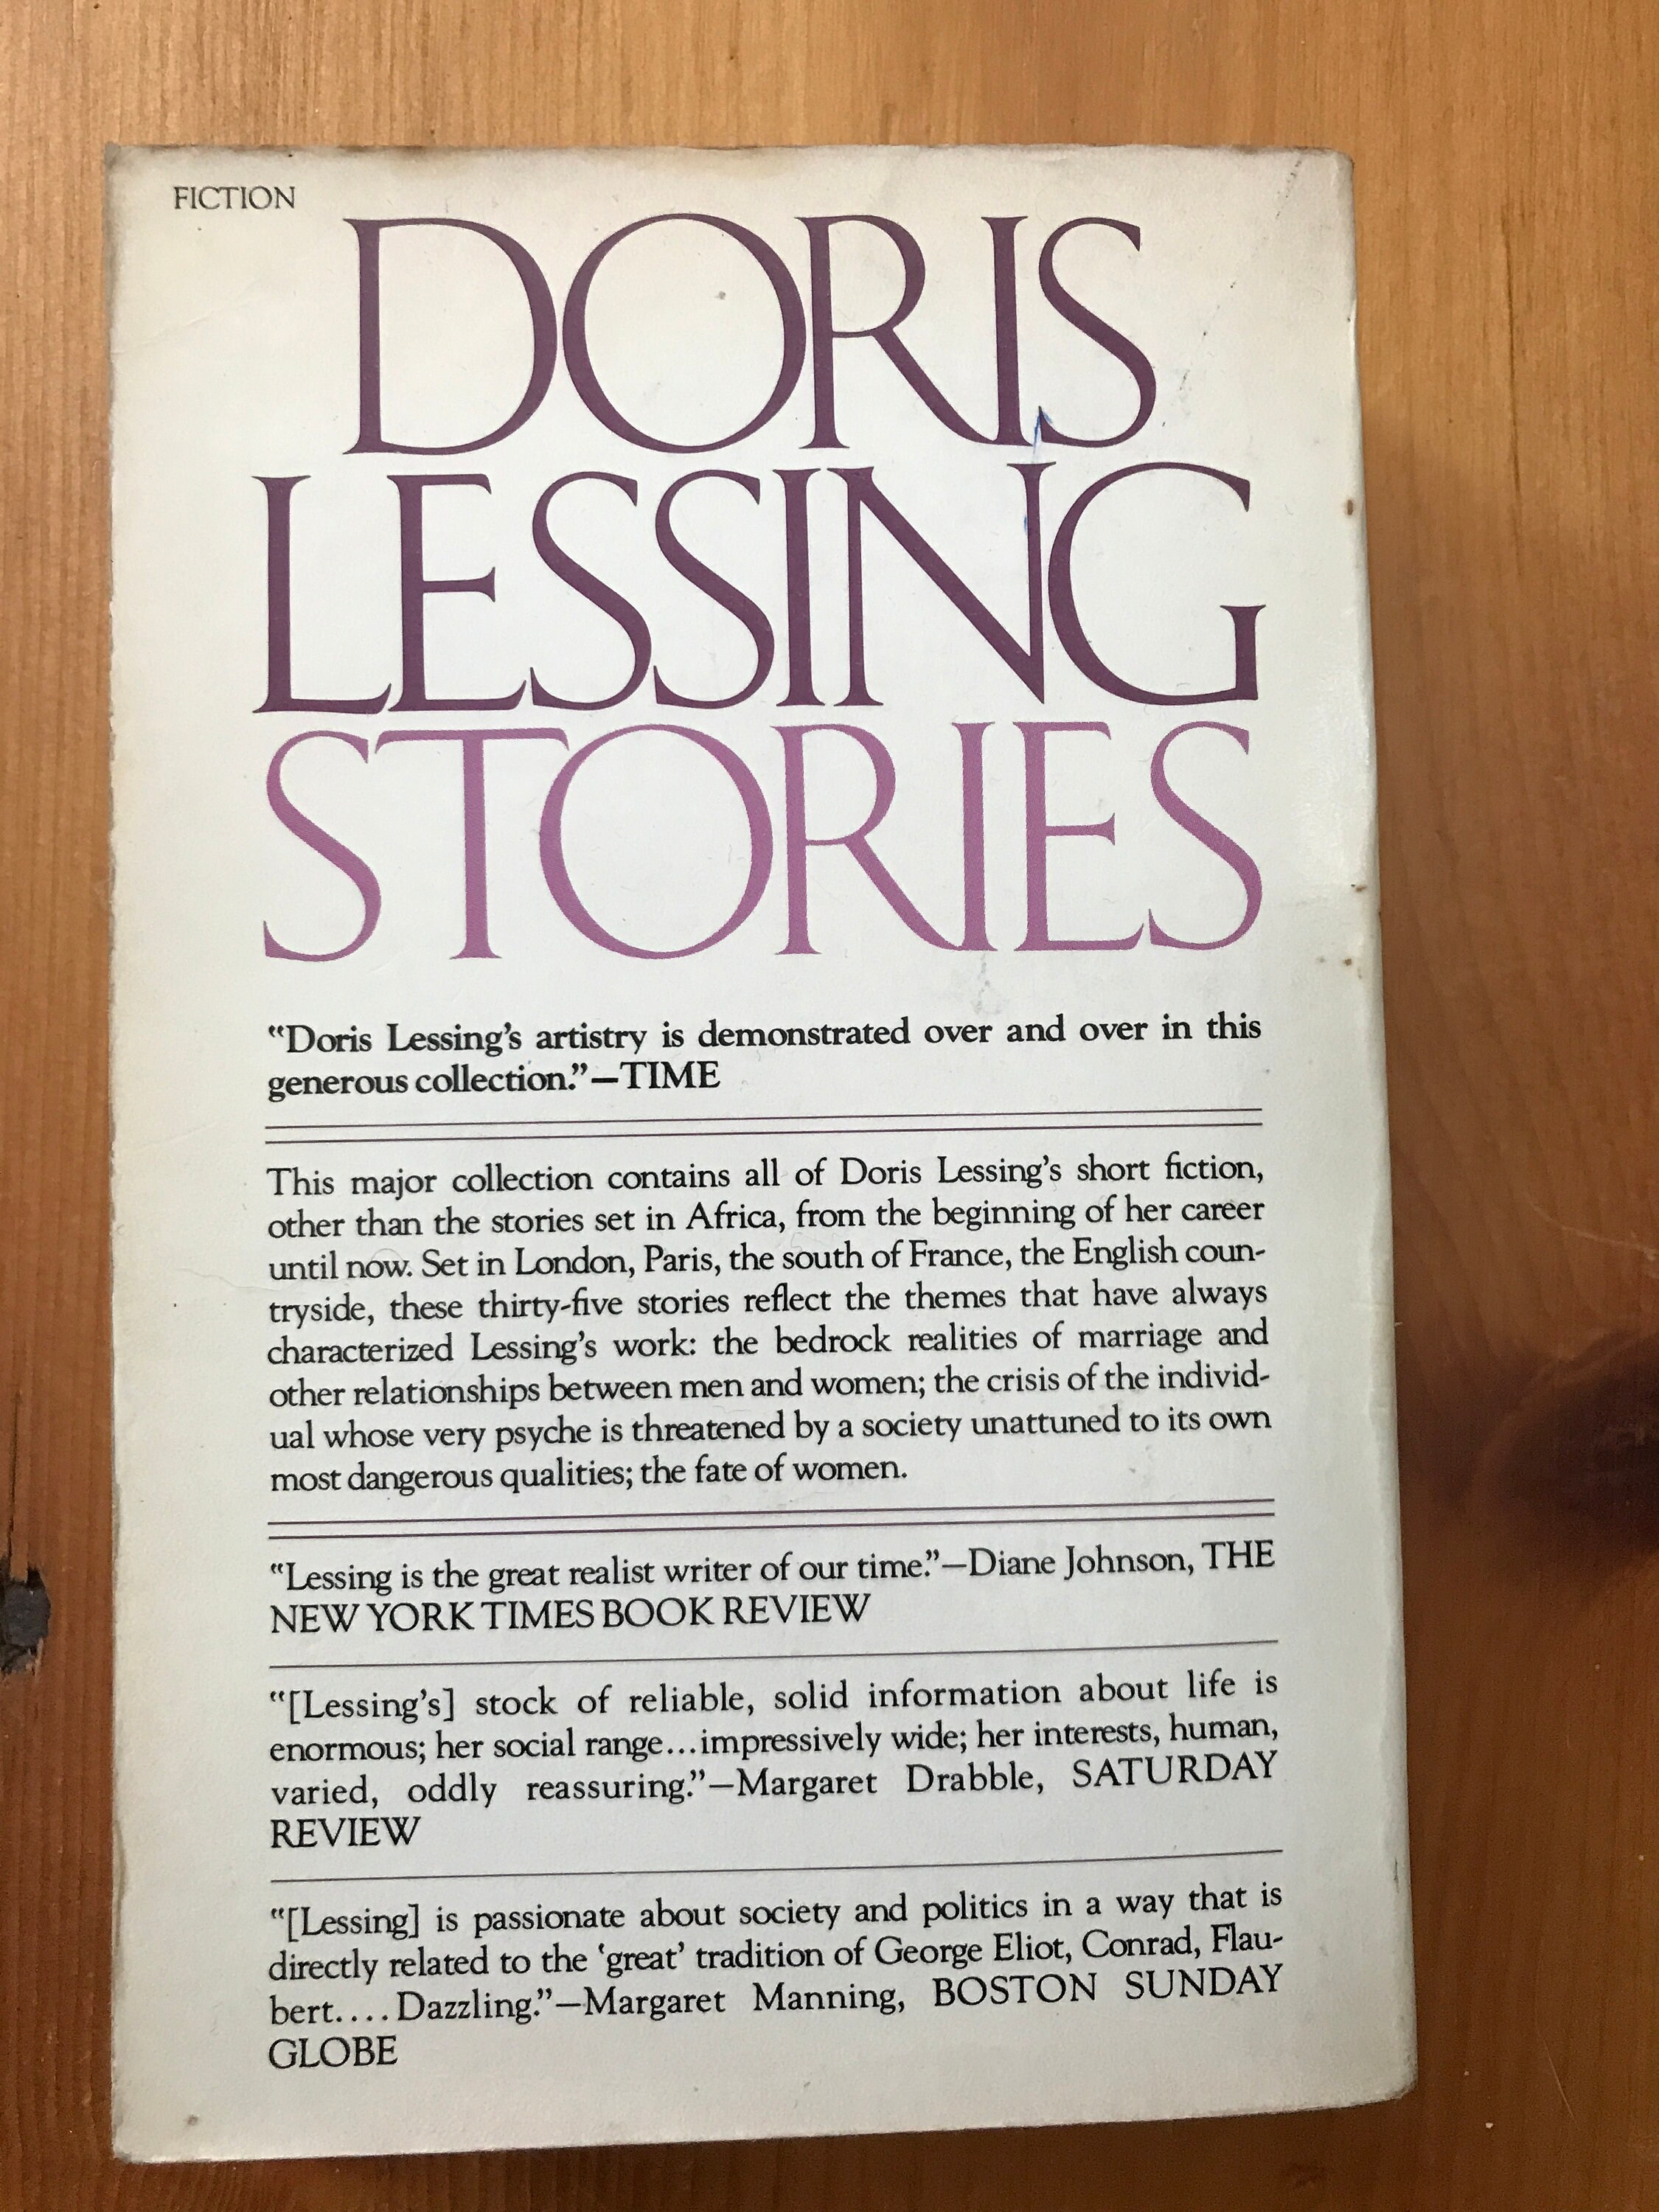 FICTION
DORIS
LESSING
STORIES
“Doris Lessing’s artistry is demonstrated over and over in this
generous collection.”—TIME
This major collection contains all of Doris Lessing’s short fiction,
other than the stories set in Africa, from the beginning of her career
until now. Set in London, Paris, the south of France, the English coun-
tryside, these thirty-five stories reflect the themes that have always
characterized Lessing’s work: the bedrock realities of marriage and
other relationships between men and women; the crisis of the individ-
ual whose very psyche is threatened by a society unattuned to its own
most dangerous qualities; the fate of women.
“Lessing is the great realist writer of our time.”—Diane Johnson, THE
NEW YORK TIMES BOOK REVIEW
“[Lessing’s] stock of reliable, solid information about life is
enormous; her social range...impressively wide; her interests, human,
varied, oddly reassuring.”—Margaret Drabble, SATURDAY
REVIEW
“[Lessing] is passionate about society and politics in a way that is
directly related to the ‘great’ tradition of George Eliot, Conrad, Flau-
bert.... Dazzling.”—Margaret Manning, BOSTON SUNDAY
GLOBE